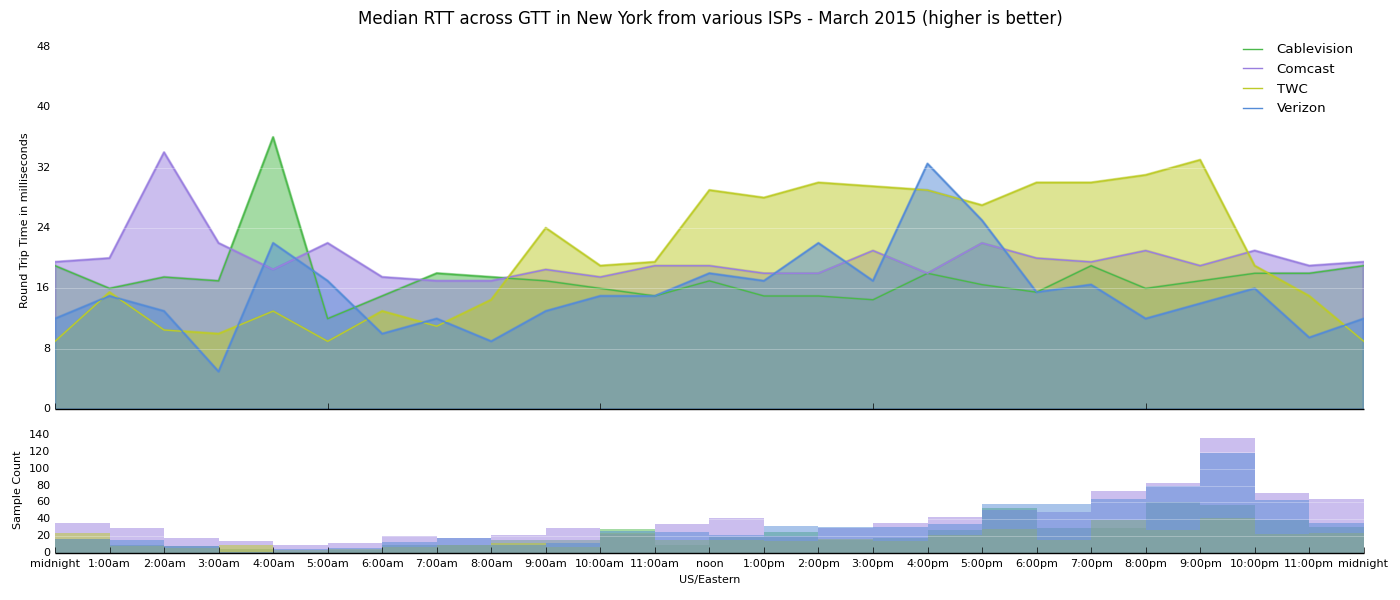 Median RTT across GTT in New York from various ISPs - March 2015 (higher is better)
Cablevision
Comcast
TWC
Verizon
Round Trip Time in milliseconds
48
40
32
24
16
8
0
Sample Count
140
120
100
80
60
40
20
0
midnight 1:00am 2:00am 3:00am 4:00am 5:00am 6:00am 7:00am 8:00am 9:00am 10:00am 11:00am noon 1:00pm 2:00pm 3:00pm 4:00pm 5:00pm 6:00pm 7:00pm 8:00pm 9:00pm 10:00pm 11:00pm midnight
US/Eastern